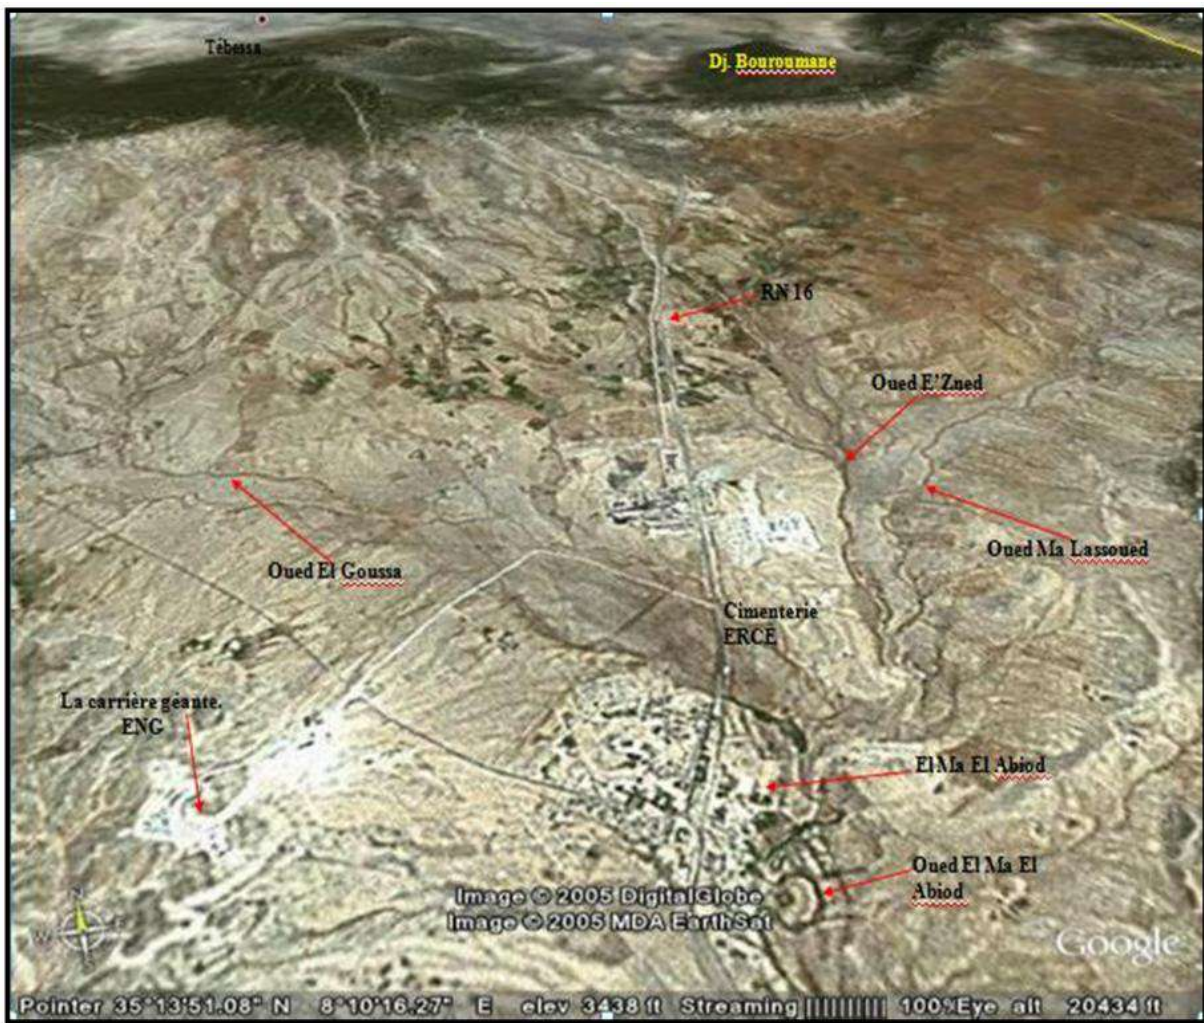 Tébessa
Dj. Bouroumane
RN 16
Oued E'Zned
Oued Ma Lassoued
Oued El Goussa
Cimenterie
ERCE
La carrière géante.
ENG
El Ma El Abiod
Oued El Ma El
Abiod
N
W
E
Image © 2005 DigitalGlobe
Image © 2005 MDA EarthSat
Google
Pointer 35°13'51.08" N 8°10'16.27" E elev 3438 ft Streaming |||||||||| 100% Eye alt 20434 ft